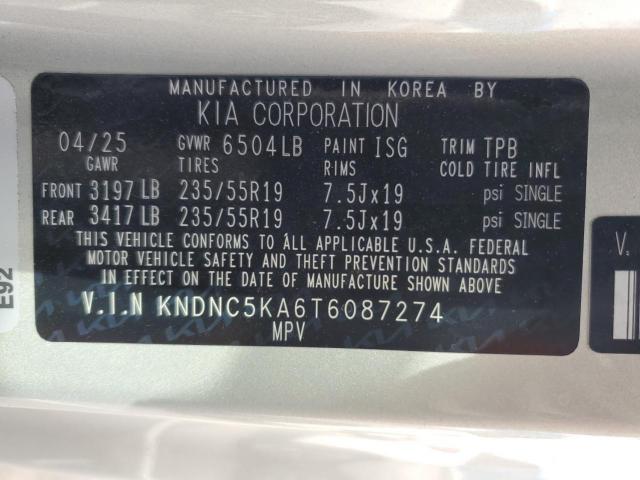 MANUFACTURED IN KOREA BY
KIA CORPORATION
04/25 GVWR 6504LB PAINT ISG TRIM TPB
GAWR TIRES RIMS COLD TIRE INFL
FRONT 3197 LB 235/55R19 7.5Jx19 psi SINGLE
REAR 3417 LB 235/55R19 7.5Jx19 psi SINGLE
THIS VEHICLE CONFORMS TO ALL APPLICABLE U.S.A. FEDERAL
MOTOR VEHICLE SAFETY AND THEFT PREVENTION STANDARDS
IN EFFECT ON THE DATE OF MANUFACTURE SHOWN ABOVE
V.I.N KNDNC5KA6T6087274
MPV
E92
V.